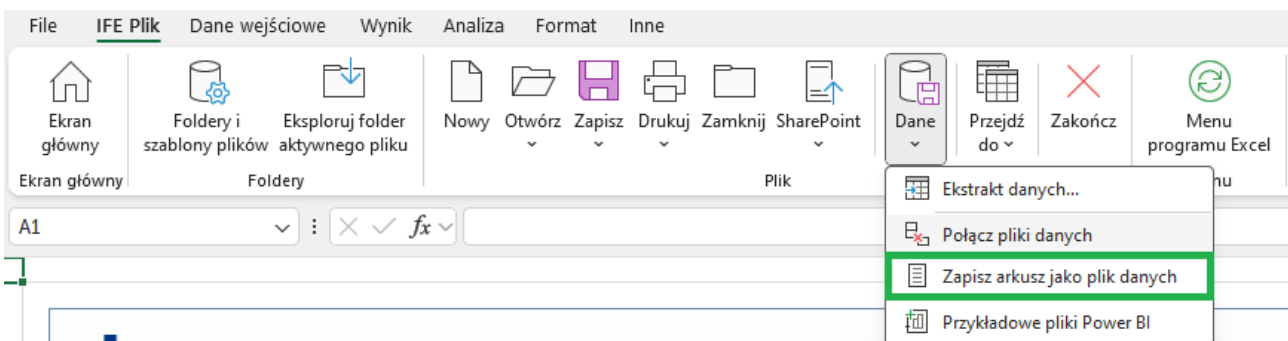 File IFE Plik Dane wejściowe Wynik Analiza Format Inne
Ekran główny
Foldery i szablony plików
Eksploruj folder aktywnego pliku
Nowy
Otwórz
Zapisz
Drukuj
Zamknij
SharePoint
Dane
Przejdź do
Zakończ
Menu programu Excel
Ekran główny
Foldery
Plik
nu
A1
fx
Ekstrakt danych...
Połącz pliki danych
Zapisz arkusz jako plik danych
Przykładowe pliki Power BI